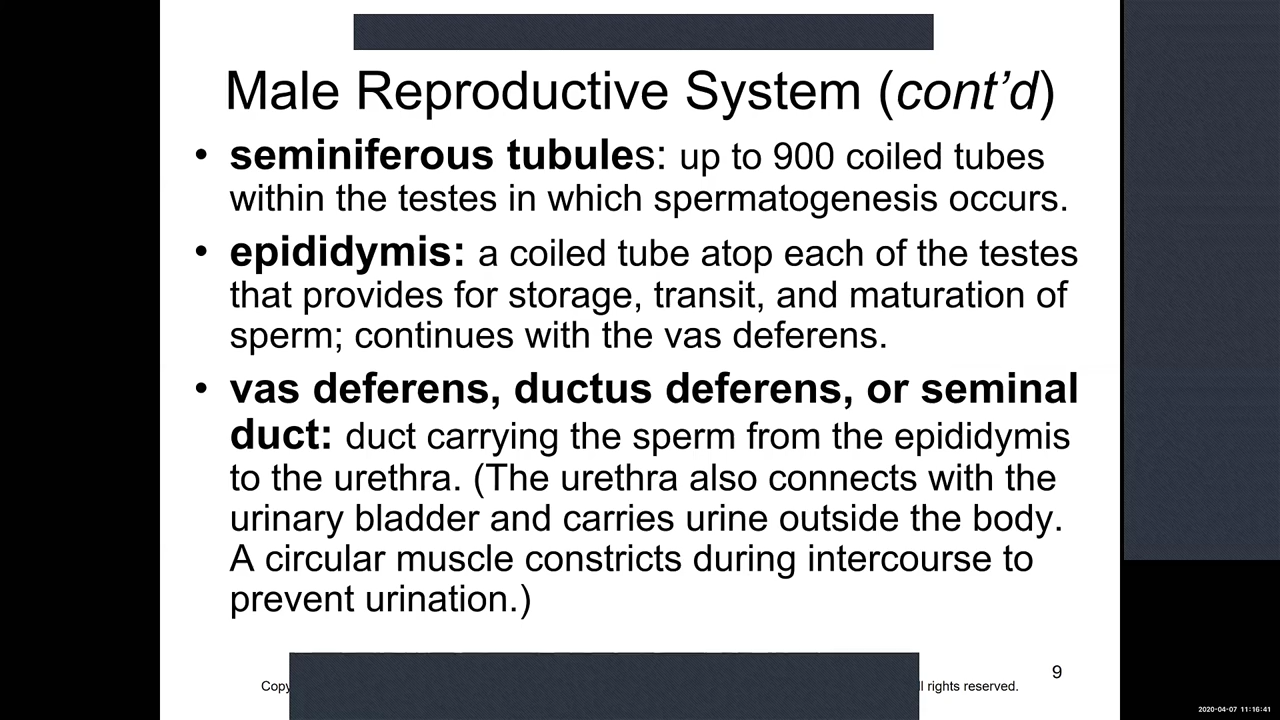 Male Reproductive System (cont’d)
• seminiferous tubules: up to 900 coiled tubes
within the testes in which spermatogenesis occurs.
• epididymis: a coiled tube atop each of the testes
that provides for storage, transit, and maturation of
sperm; continues with the vas deferens.
• vas deferens, ductus deferens, or seminal
duct: duct carrying the sperm from the epididymis
to the urethra. (The urethra also connects with the
urinary bladder and carries urine outside the body.
A circular muscle constricts during intercourse to
prevent urination.)
9
rights reserved.
2020-04-07 11:16:41